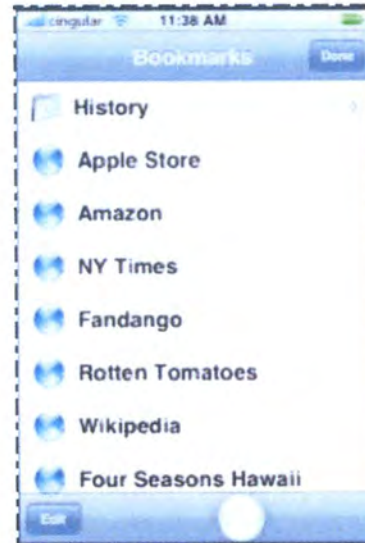 cingular 11:38 AM
Bookmarks Done
History
Apple Store
Amazon
NY Times
Fandango
Rotten Tomatoes
Wikipedia
Four Seasons Hawaii
Edit